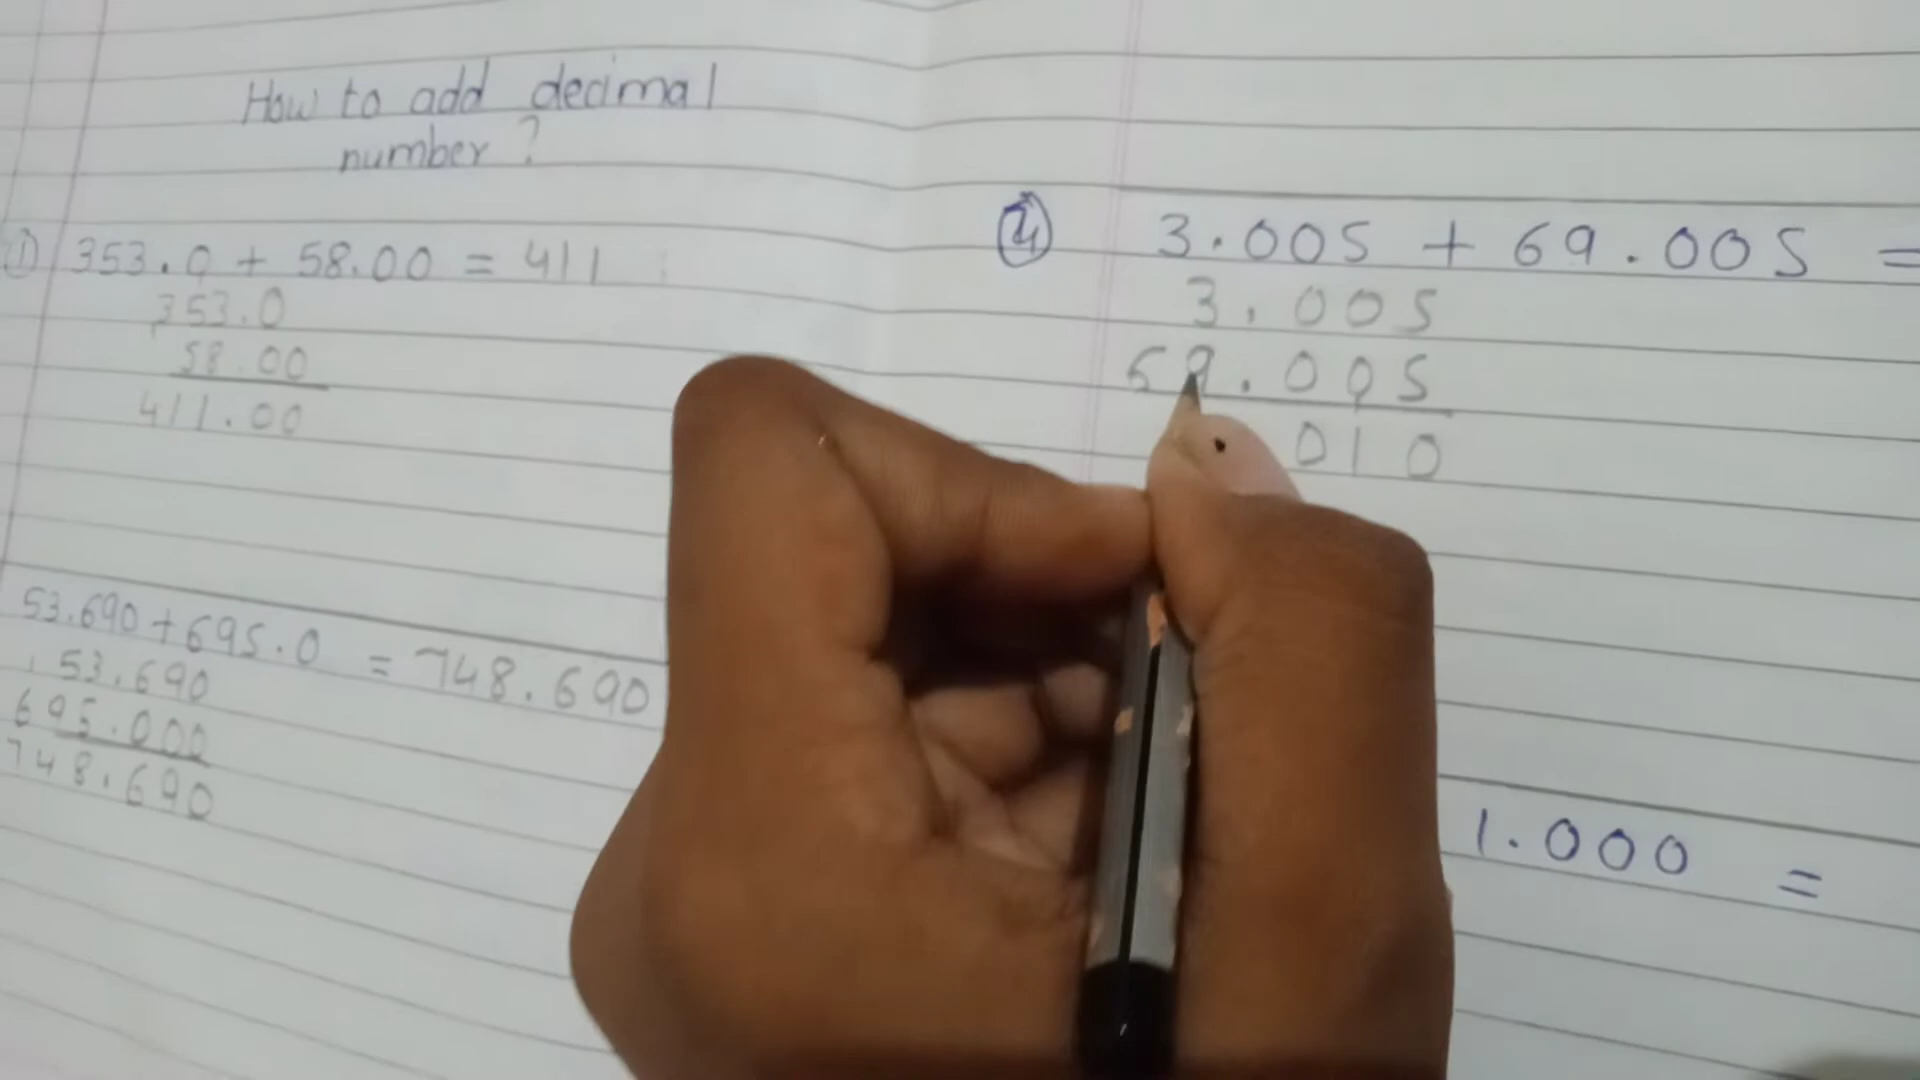 How to add decimal
number ?
① 353.0 + 58.00 = 411
353.0
58.00
411.00
53.690 + 695.0 = 748.690
53.690
695.000
748.690
3.005 + 69.005 =
3.005
69.005
010
1.000 =